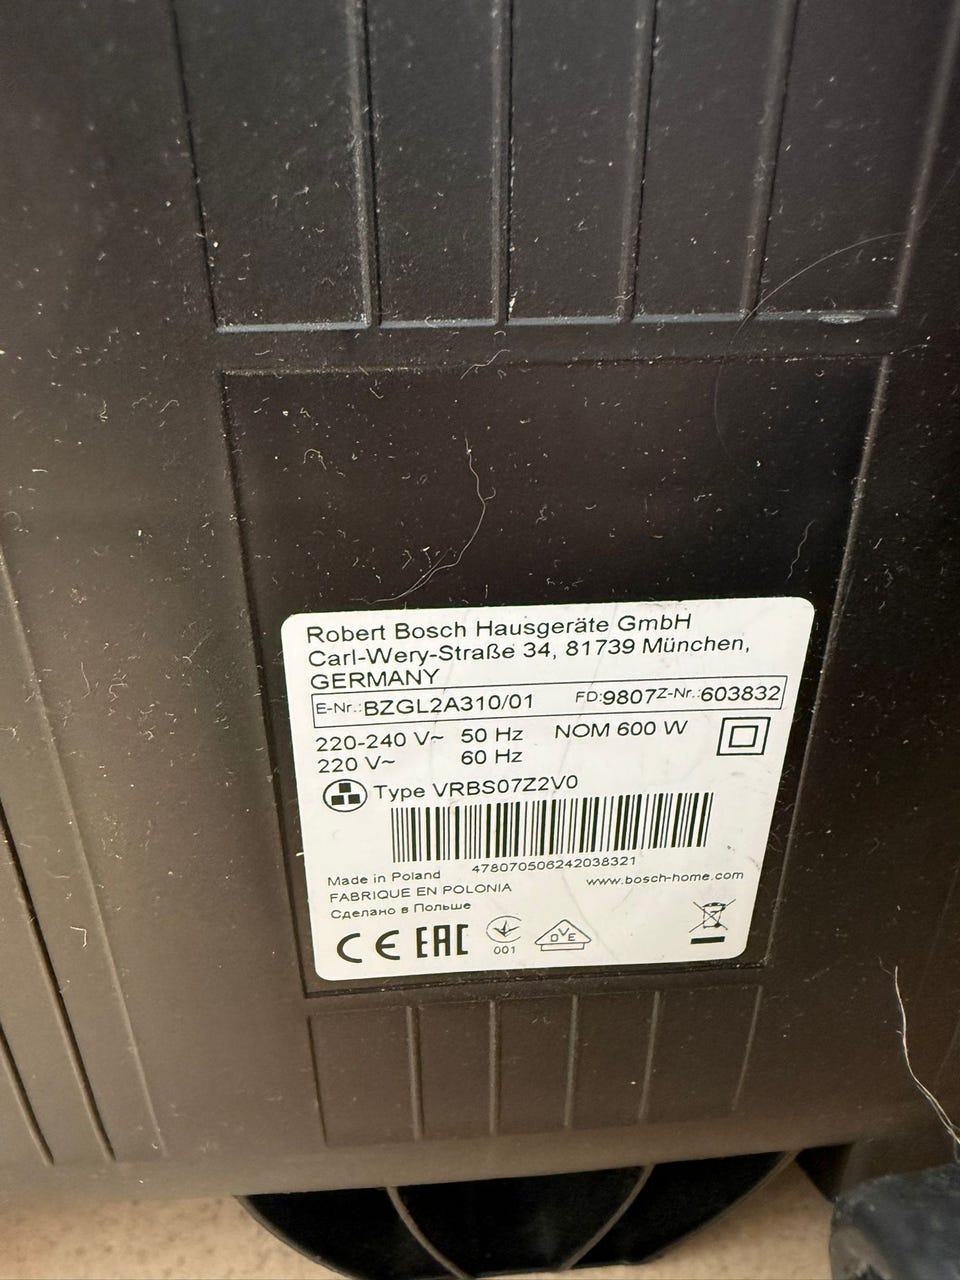 Robert Bosch Hausgeräte GmbH
Carl-Wery-Straße 34, 81739 München,
GERMANY
E-Nr.:BZGL2A310/01 FD:9807 Z-Nr.:603832
220-240 V~ 50 Hz NOM 600 W
220 V~ 60 Hz
Type VRBS07Z2V0
478070506242038321
Made in Poland www.bosch-home.com
FABRIQUE EN POLONIA
Сделано в Польше
CE EAC 001 OVE